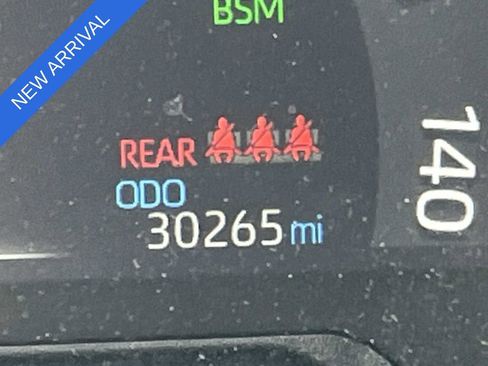 NEW ARRIVAL
BSM
REAR
ODO
30265 mi
140